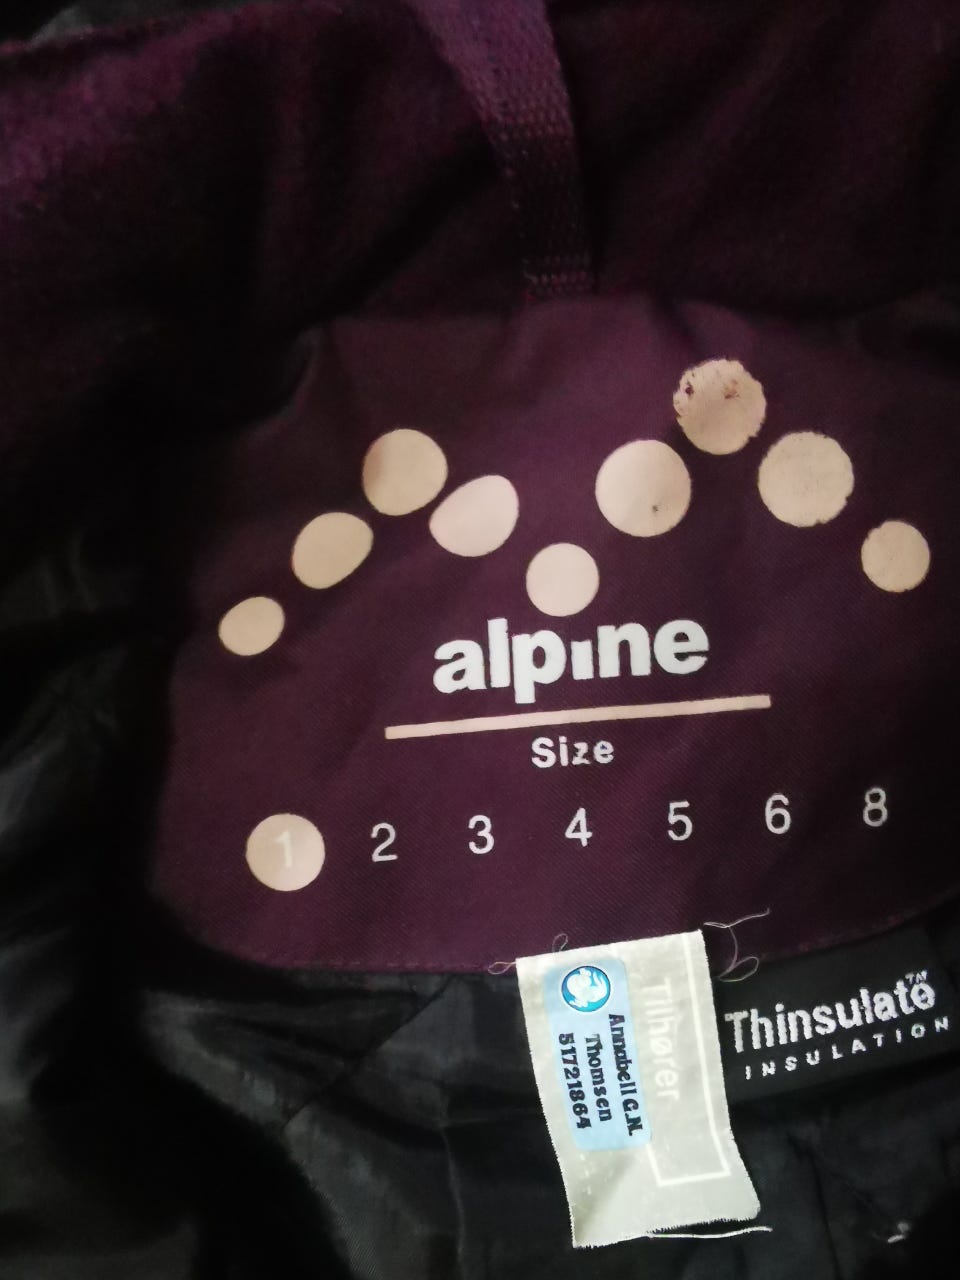 alpine
Size
1 2 3 4 5 6 8
Thinsulate™
INSULATION
Tilhører
Annabell G.N.
Thomsen
51721864